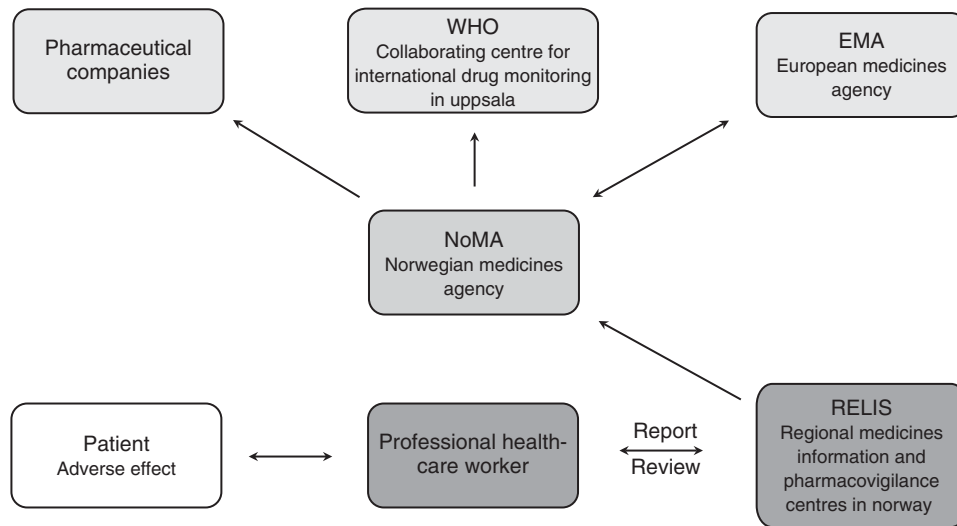 Pharmaceutical
companies
WHO
Collaborating centre for
international drug monitoring
in uppsala
EMA
European medicines
agency
NoMA
Norwegian medicines
agency
Patient
Adverse effect
Professional health-
care worker
Report
Review
RELIS
Regional medicines
information and
pharmacovigilance
centres in norway